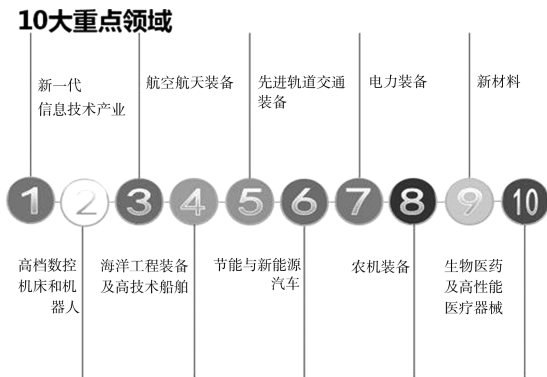 10大重点领域
新一代
信息技术产业
航空航天装备
先进轨道交通
装备
电力装备
新材料
1 2 3 4 5 6 7 8 9 10
高档数控
机床和机
器人
海洋工程装备
及高技术船舶
节能与新能源
汽车
农机装备
生物医药
及高性能
医疗器械